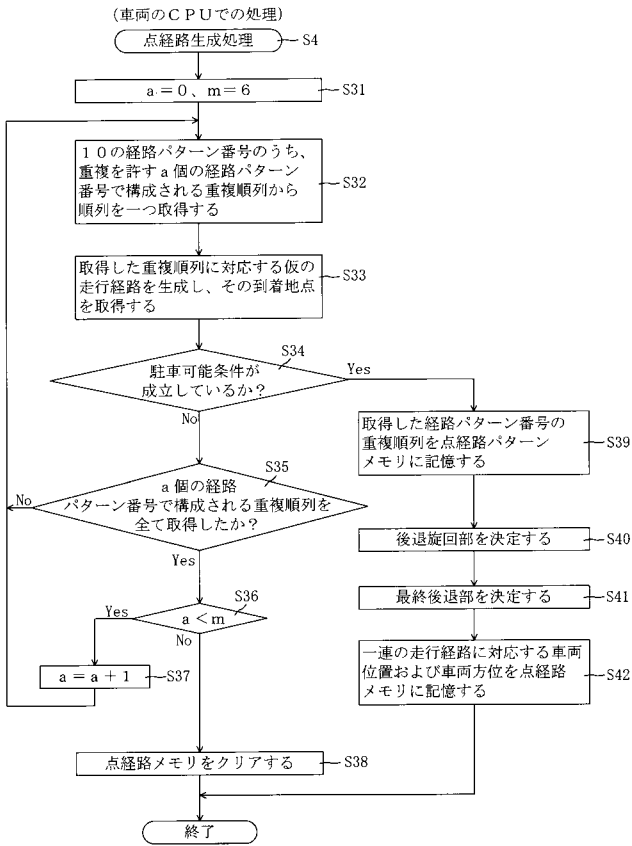 (車両のCPUでの処理)
点経路生成処理
S4
a=0、m=6
S31
10の経路パターン番号のうち、
重複を許すa個の経路パターン
番号で構成される重複順列から
順列を一つ取得する
S32
取得した重複順列に対応する仮の
走行経路を生成し、その到着地点
を取得する
S33
S34
駐車可能条件が
成立しているか?
Yes
No
取得した経路パターン番号の
重複順列を点経路パターン
メモリに記憶する
S39
S35
a個の経路
パターン番号で構成される重複順列を
全て取得したか?
No
Yes
後退旋回部を決定する
S40
最終後退部を決定する
S41
S36
a<m
Yes
No
一連の走行経路に対応する車両
位置および車両方位を点経路
メモリに記憶する
S42
a=a+1
S37
点経路メモリをクリアする
S38
終了